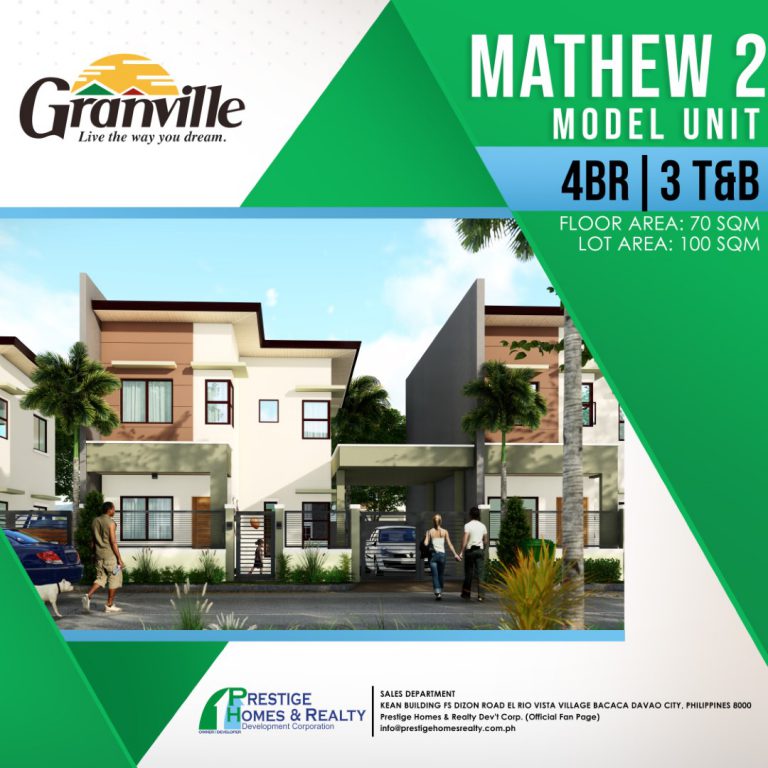 Granville
Live the way you dream.
MATHEW 2
MODEL UNIT
4BR | 3 T&B
FLOOR AREA: 70 SQM
LOT AREA: 100 SQM
PRESTIGE
HOMES & REALTY
Development Corporation
OWNER | DEVELOPER
SALES DEPARTMENT
KEAN BUILDING FS DIZON ROAD EL RIO VISTA VILLAGE BACACA DAVAO CITY, PHILIPPINES 8000
Prestige Homes & Realty Dev't Corp. (Official Fan Page)
info@prestigehomesrealty.com.ph